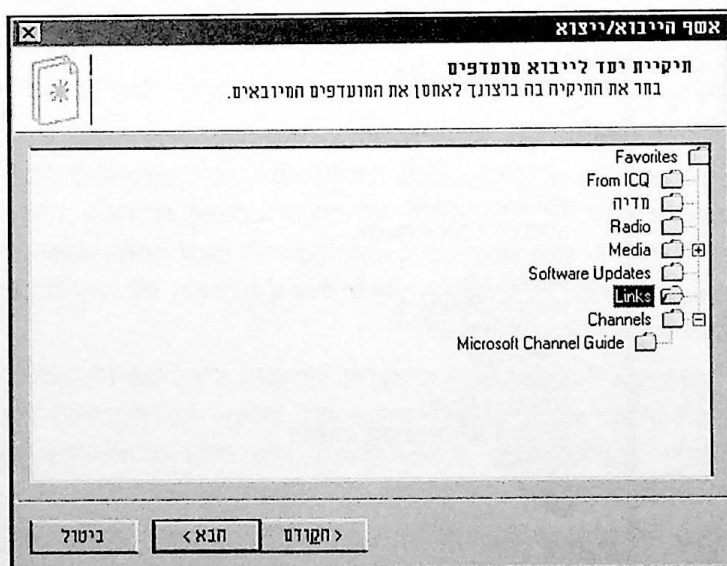 אשף הייבוא/ייצוא
תיקיית יעד לייבוא מועדפים
בחר את התיקיה בה ברצונך לאחסן את המועדפים המיובאים.
Favorites
From ICQ
מדיה
Radio
Media
Software Updates
Links
Channels
Microsoft Channel Guide
< הקודם
הבא >
ביטול